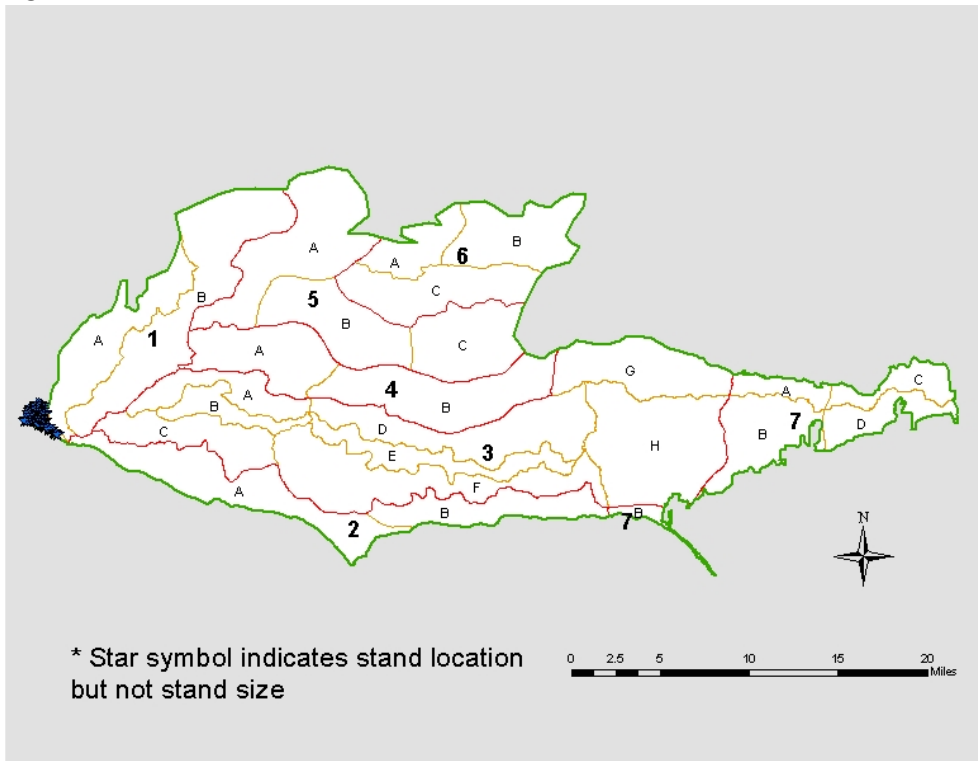 A
B
6
A
C
B
5
A
1
B
C
A
G
4
A
C
7
B
A
B
B
D
D
C
3
E
H
F
A
B
7
B
2
N
* Star symbol indicates stand location
but not stand size
0 2.5 5 10 15 20
Miles